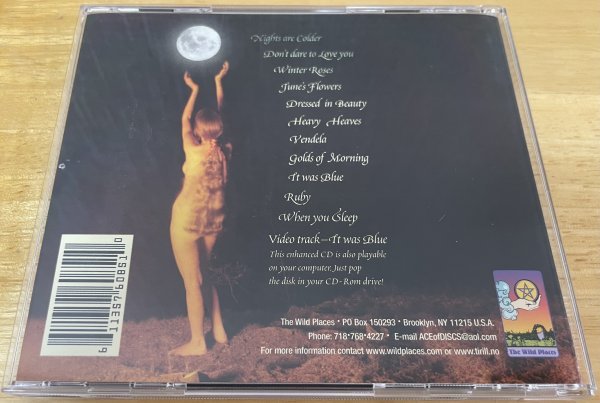 Nights are Colder
Don't dare to Love you
Winter Roses
June's Flowers
Dressed in Beauty
Heavy Heaves
Vendela
Golds of Morning
It was Blue
Ruby
When you Sleep
Video track—It was Blue
This enhanced CD is also playable
on your computer. Just pop
the disk in your CD-Rom drive!
The Wild Places • PO Box 150293 • Brooklyn, NY 11215 U.S.A.
Phone: 718•768•4227 • E-mail ACEofDISCS@aol.com
For more information contact www.wildplaces.com or www.tirill.no
The Wild Places
6 11357 60851 0